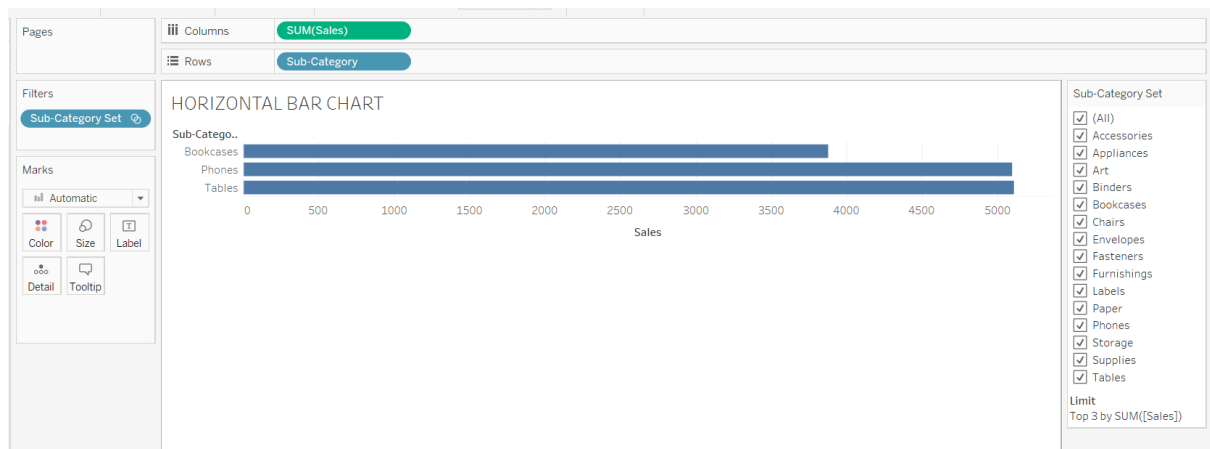 Pages
Columns
SUM(Sales)
Rows
Sub-Category
Filters
Sub-Category Set
Marks
Automatic
Color
Size
T
Label
Detail
Tooltip
HORIZONTAL BAR CHART
Sub-Catego..
Bookcases
Phones
Tables
0 500 1000 1500 2000 2500 3000 3500 4000 4500 5000
Sales
Sub-Category Set
(All)
Accessories
Appliances
Art
Binders
Bookcases
Chairs
Envelopes
Fasteners
Furnishings
Labels
Paper
Phones
Storage
Supplies
Tables
Limit
Top 3 by SUM([Sales])